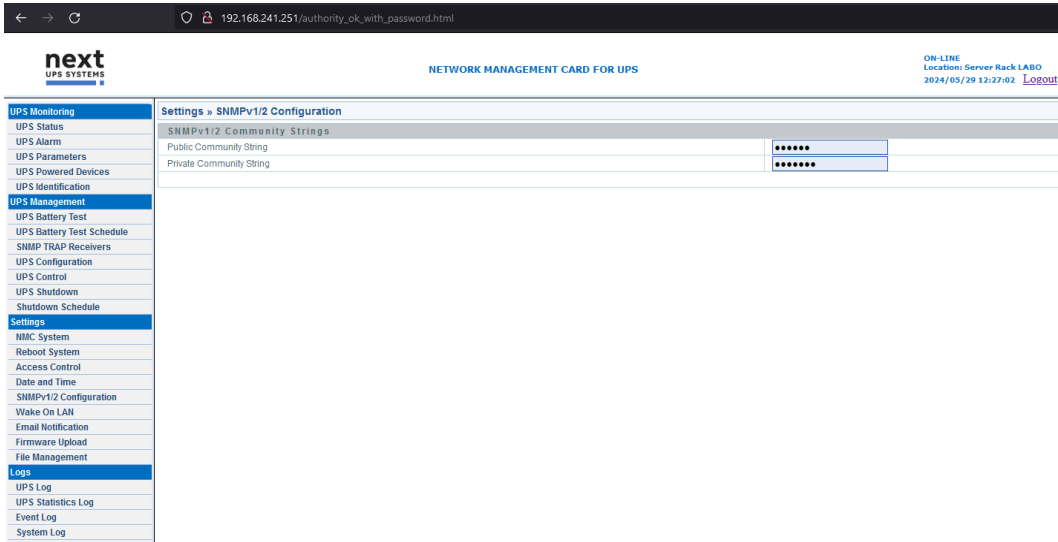 192.168.241.251/authority_ok_with_password.html
next
UPS SYSTEMS
NETWORK MANAGEMENT CARD FOR UPS
ON-LINE
Location: Server Rack LABO
2024/05/29 12:27:02 Logout
UPS Monitoring
UPS Status
UPS Alarm
UPS Parameters
UPS Powered Devices
UPS Identification
UPS Management
UPS Battery Test
UPS Battery Test Schedule
SNMP TRAP Receivers
UPS Configuration
UPS Control
UPS Shutdown
Shutdown Schedule
Settings
NMC System
Reboot System
Access Control
Date and Time
SNMPv1/2 Configuration
Wake On LAN
Email Notification
Firmware Upload
File Management
Logs
UPS Log
UPS Statistics Log
Event Log
System Log
Settings » SNMPv1/2 Configuration
SNMPv1/2 Community Strings
Public Community String ••••••
Private Community String •••••••